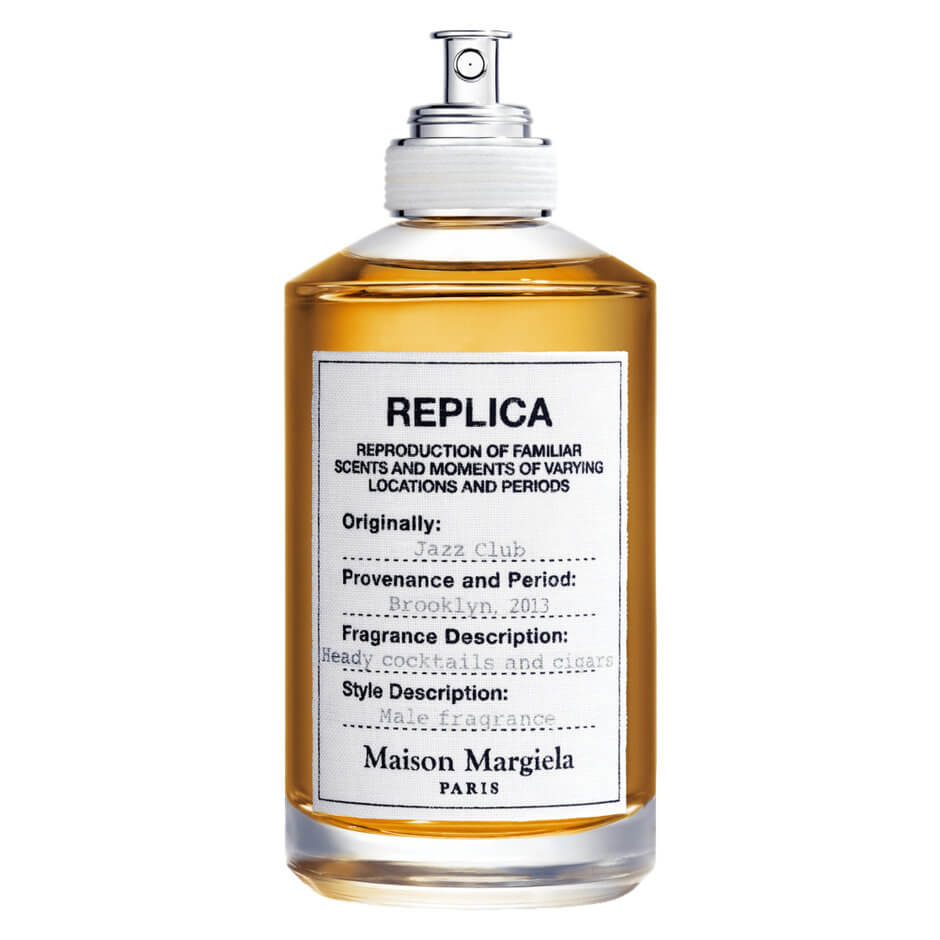 REPLICA
REPRODUCTION OF FAMILIAR
SCENTS AND MOMENTS OF VARYING
LOCATIONS AND PERIODS
Originally:
Jazz Club
Provenance and Period:
Brooklyn, 2013
Fragrance Description:
Heady cocktails and cigars
Style Description:
Male fragrance
Maison Margiela
PARIS